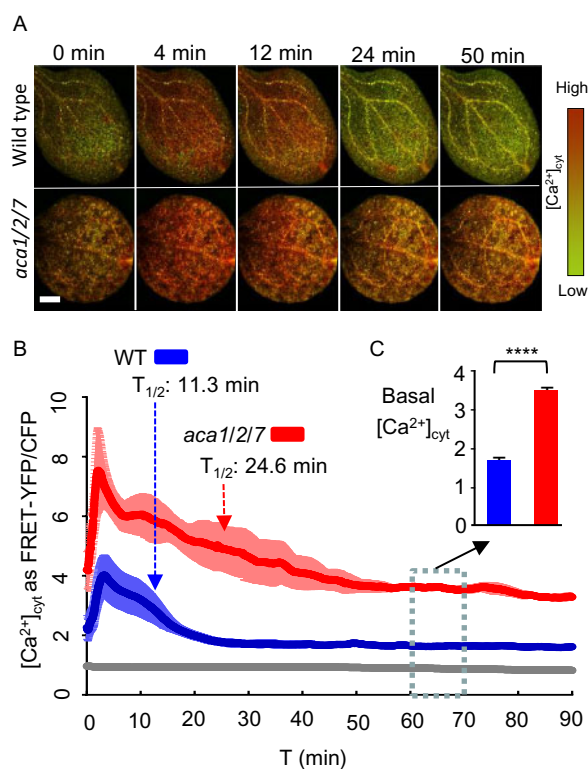 A
0 min 4 min 12 min 24 min 50 min
Wild type
aca1/2/7
High
[Ca²⁺]cyt
Low
B
WT
T1/2: 11.3 min
aca1/2/7
T1/2: 24.6 min
C
****
Basal
[Ca²⁺]cyt
4
3
2
1
0
[Ca²⁺]cyt as FRET-YFP/CFP
10
8
6
4
2
0
0 10 20 30 40 50 60 70 80 90
T (min)